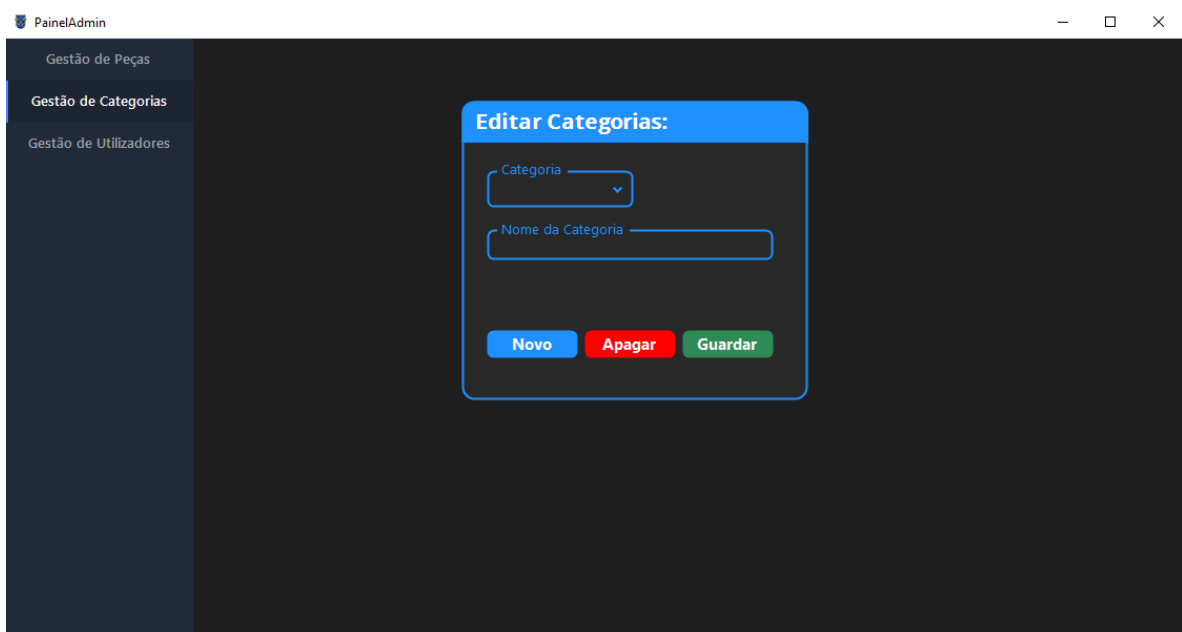 PainelAdmin
Gestão de Peças
Gestão de Categorias
Gestão de Utilizadores
Editar Categorias:
Categoria
Nome da Categoria
Novo
Apagar
Guardar